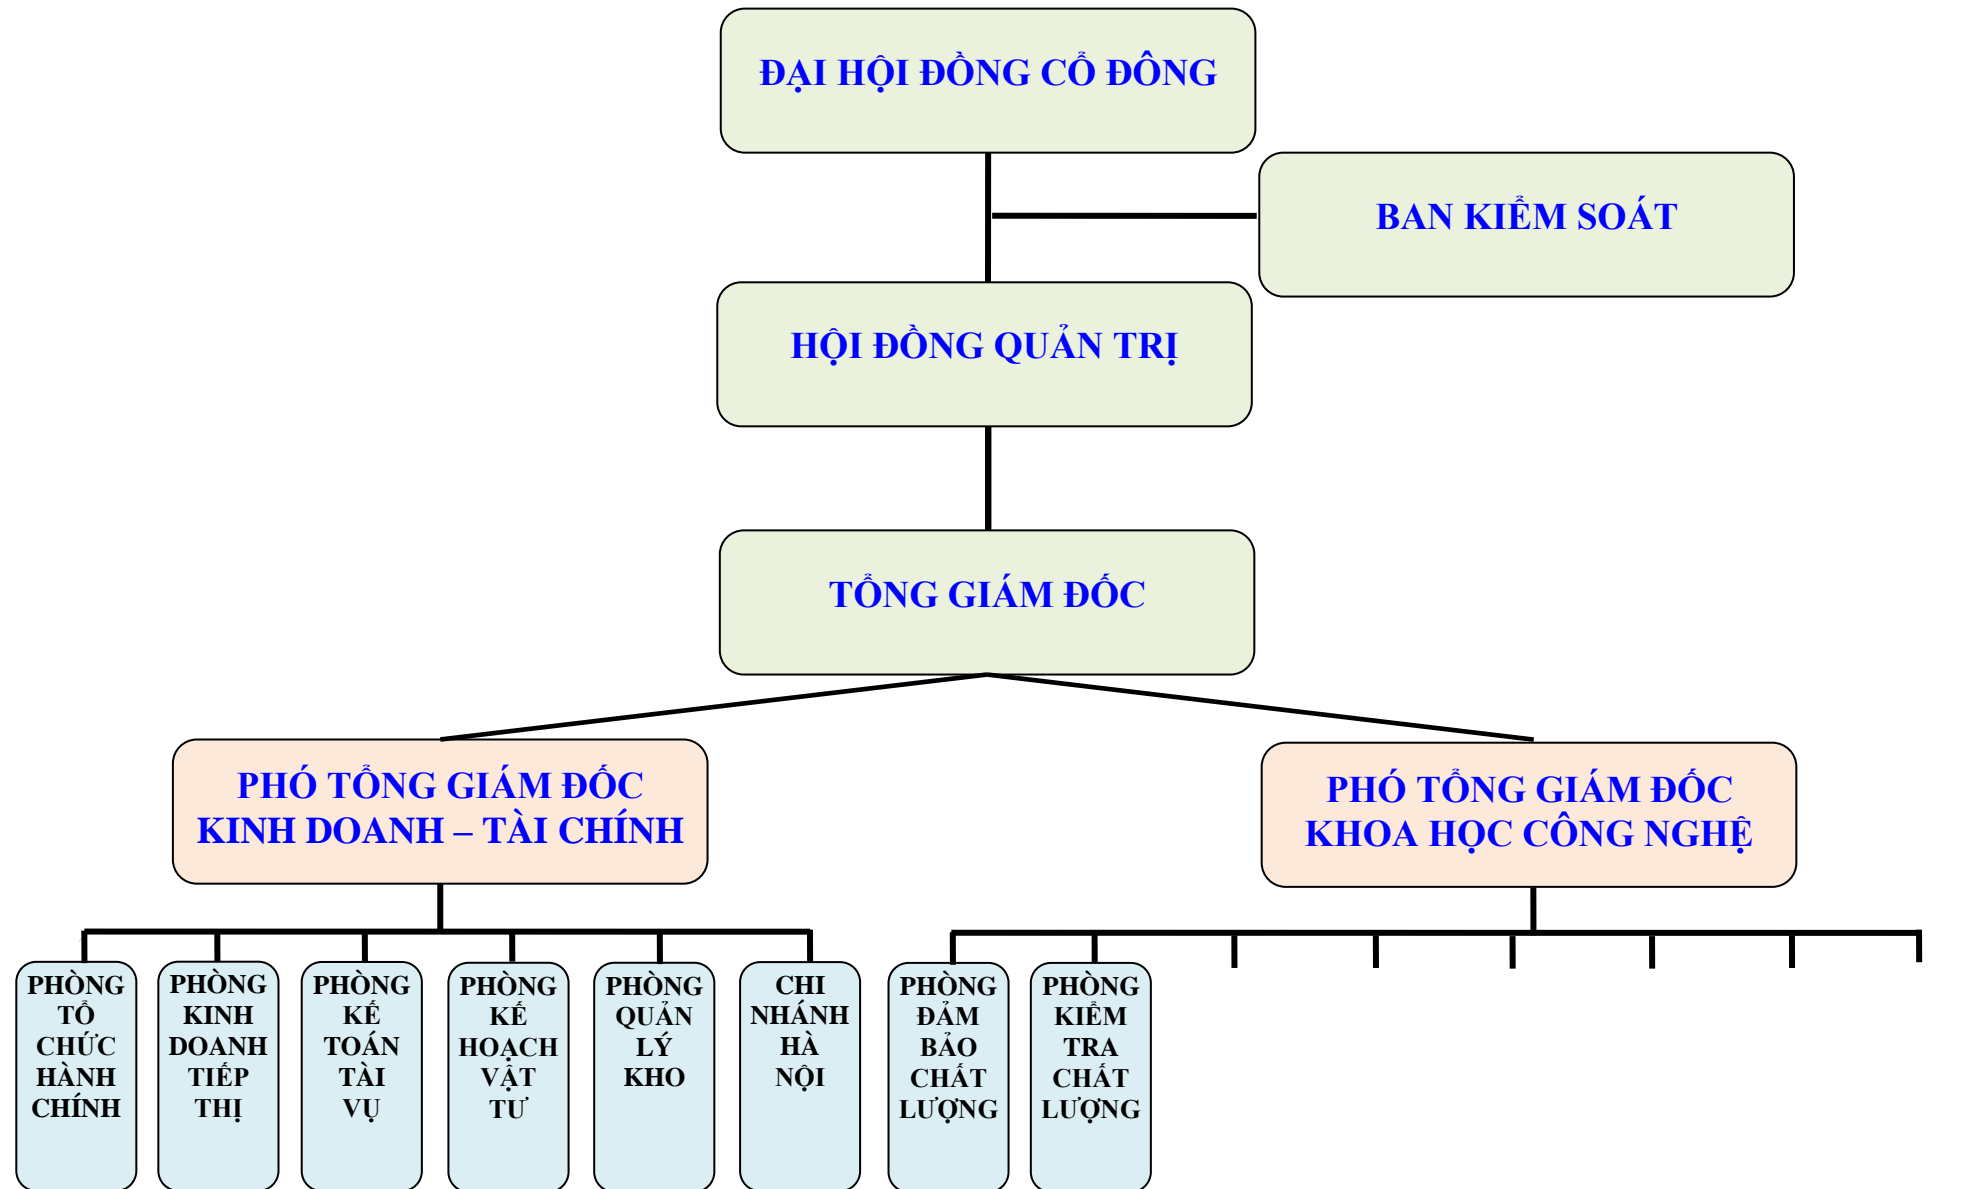 ĐẠI HỘI ĐỒNG CỔ ĐÔNG
BAN KIỂM SOÁT
HỘI ĐỒNG QUẢN TRỊ
TỔNG GIÁM ĐỐC
PHÓ TỔNG GIÁM ĐỐC
KINH DOANH – TÀI CHÍNH
PHÓ TỔNG GIÁM ĐỐC
KHOA HỌC CÔNG NGHỆ
PHÒNG
TỔ
CHỨC
HÀNH
CHÍNH
PHÒNG
KINH
DOANH
TIẾP
THỊ
PHÒNG
KẾ
TOÁN
TÀI
VỤ
PHÒNG
KẾ
HOẠCH
VẬT
TƯ
PHÒNG
QUẢN
LÝ
KHO
CHI
NHÁNH
HÀ
NỘI
PHÒNG
ĐẢM
BẢO
CHẤT
LƯỢNG
PHÒNG
KIỂM
TRA
CHẤT
LƯỢNG